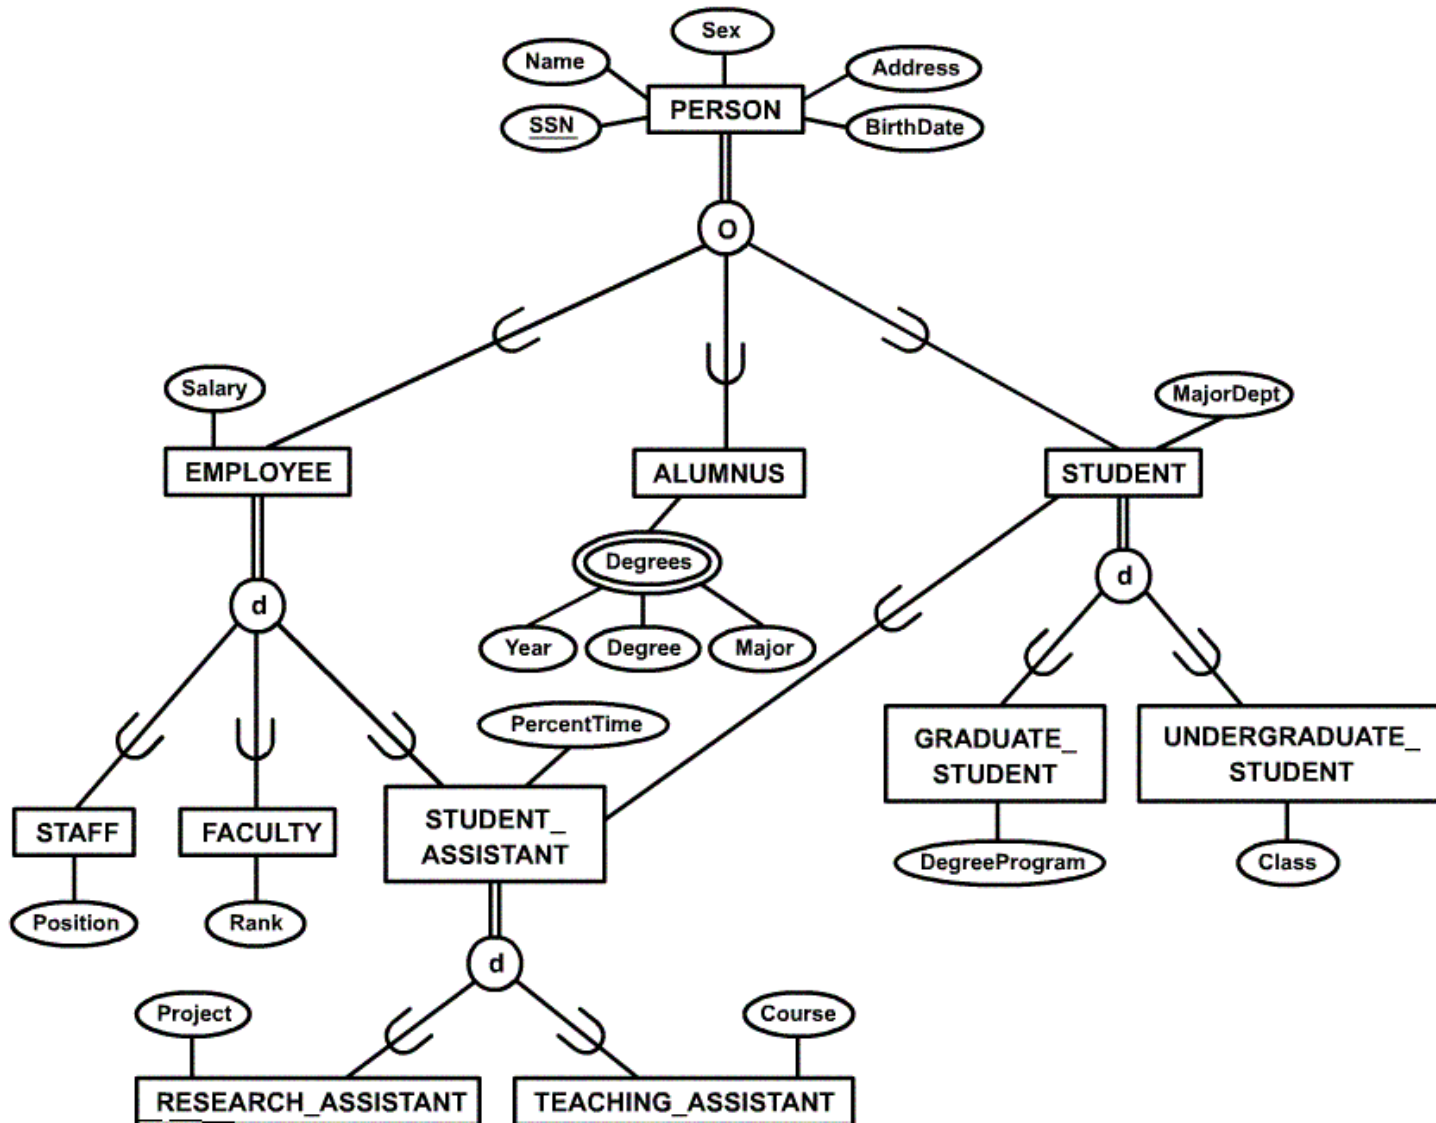 Sex
Name
Address
PERSON
SSN
BirthDate
O
Salary
MajorDept
EMPLOYEE
ALUMNUS
STUDENT
Degrees
d
d
Year
Degree
Major
PercentTime
GRADUATE_
STUDENT
UNDERGRADUATE_
STUDENT
STAFF
FACULTY
STUDENT_
ASSISTANT
DegreeProgram
Class
Position
Rank
d
Project
Course
RESEARCH_ASSISTANT
TEACHING_ASSISTANT